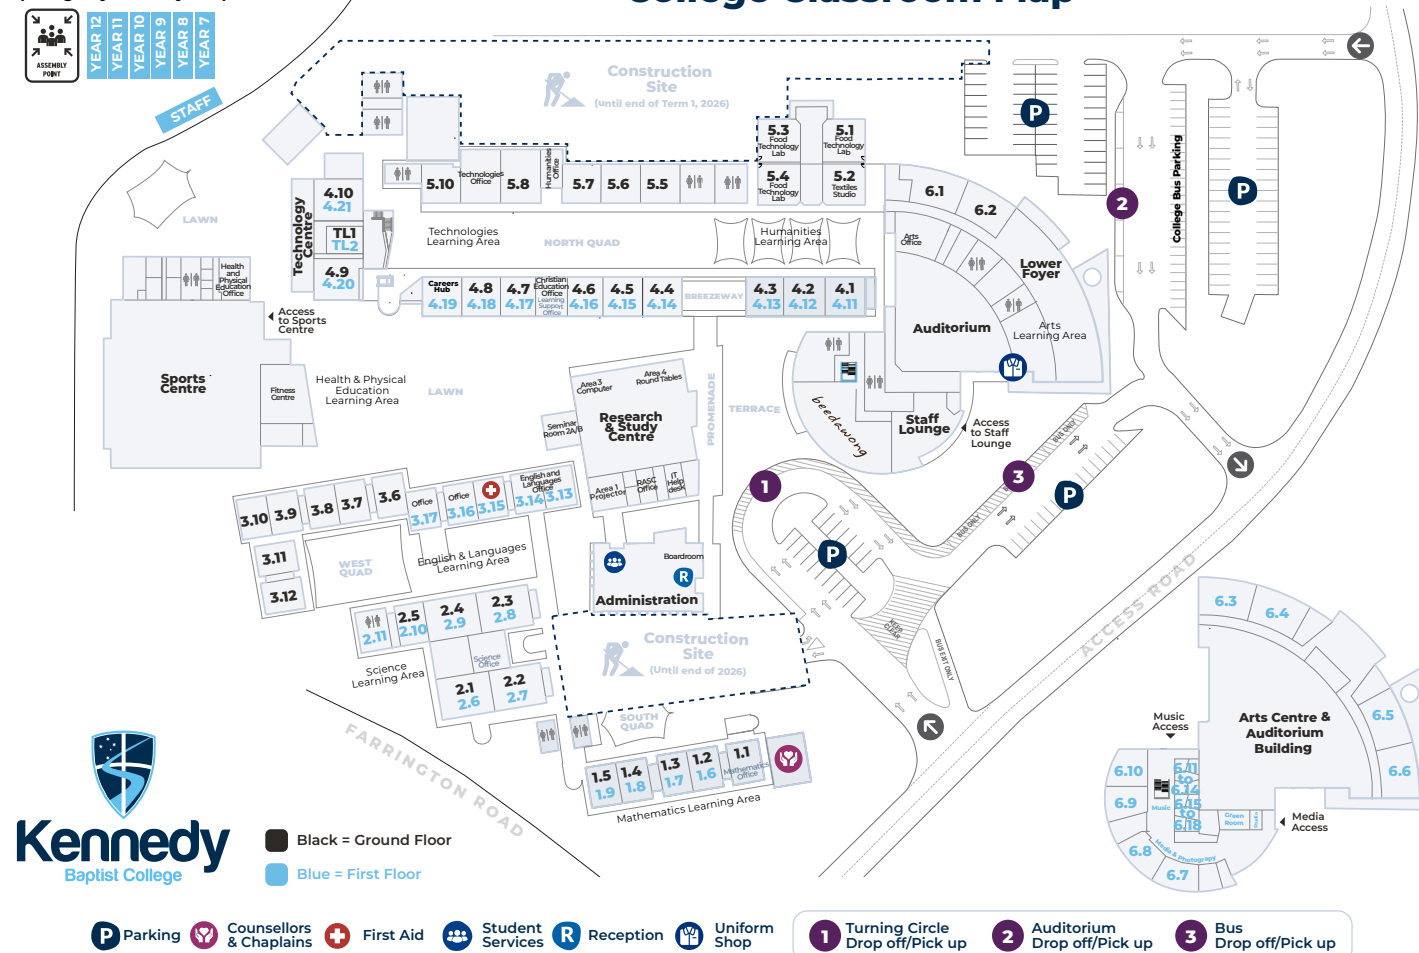 College Classroom Map
ASSEMBLY
POINT
YEAR 12
YEAR 11
YEAR 10
YEAR 9
YEAR 8
YEAR 7
STAFF
Construction
Site
(Until end of Term 1, 2026)
5.3
Food
Technology
Lab
5.1
Food
Technology
Lab
5.4
Food
Technology
Lab
5.2
Textiles
Studio
5.10
Technologies
Office
5.8
Humanities
Office
5.7
5.6
5.5
6.1
6.2
P
P
2
College Bus Parking
LAWN
Technology
Centre
4.10
4.21
TL1
TL2
4.9
4.20
Technologies
Learning Area
NORTH QUAD
Humanities
Learning Area
Arts
Office
Lower
Foyer
Auditorium
Arts
Learning Area
Health
and
Physical
Education
Office
Access
to Sports
Centre
Careers
Hub
4.19
4.8
4.18
4.7
4.17
Christian
Education
Office
Learning
Support
Office
4.6
4.16
4.5
4.15
4.4
4.14
BREEZEWAY
4.3
4.13
4.2
4.12
4.1
4.11
Sports
Centre
Fitness
Centre
Health & Physical
Education
Learning Area
LAWN
Area 3
Computer
Area 4
Round Tables
Research
& Study
Centre
Seminar
Room 2A/B
Area 1
Projector
RASC
Office
IT
Help
desk
PROMENADE
TERRACE
beedawong
Staff
Lounge
Access
to Staff
Lounge
BUS ONLY
BUS ONLY
1
3
P
P
3.10
3.9
3.8
3.7
3.6
Office
3.17
Office
3.16
3.15
English and
Languages
Office
3.14
3.13
3.11
3.12
WEST
QUAD
English & Languages
Learning Area
Boardroom
R
Administration
2.11
2.5
2.10
2.4
2.9
2.3
2.8
Science
Office
Science
Learning Area
2.1
2.6
2.2
2.7
Construction
Site
(Until end of 2026)
KEEP
CLEAR
BUS EXIT ONLY
ACCESS ROAD
SOUTH
QUAD
1.5
1.9
1.4
1.8
1.3
1.7
1.2
1.6
1.1
Mathematics
Office
Mathematics Learning Area
FARRINGTON ROAD
6.3
6.4
6.5
6.6
Arts Centre &
Auditorium
Building
Music
Access
6.10
6.9
6.8
6.7
Music
6.11
to
6.14
6.15
to
6.18
Green
Room
Studio
Media & Photography
Media
Access
Kennedy
Baptist College
Black = Ground Floor
Blue = First Floor
P Parking
Counsellors
& Chaplains
First Aid
Student
Services
R Reception
Uniform
Shop
1 Turning Circle
Drop off/Pick up
2 Auditorium
Drop off/Pick up
3 Bus
Drop off/Pick up